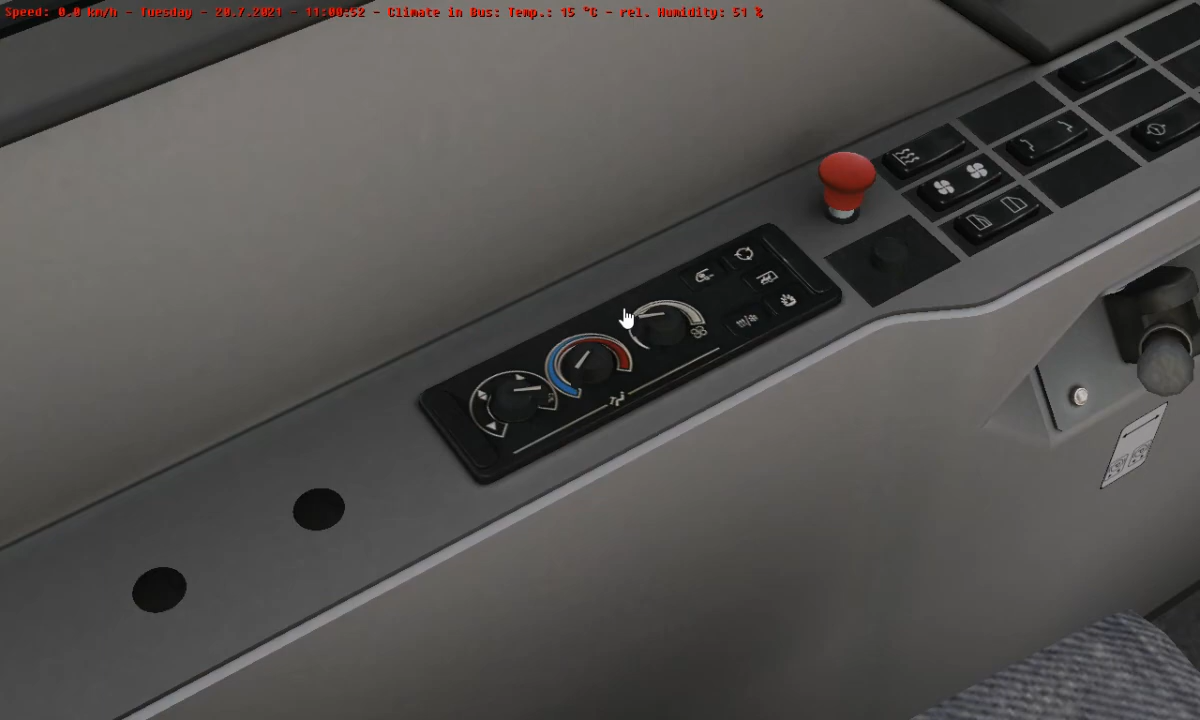 Speed: 0.0 km/h - Tuesday - 20.7.2021 - 11:00:52 - Climate in Bus: Temp.: 15 °C - rel. Humidity: 51 %